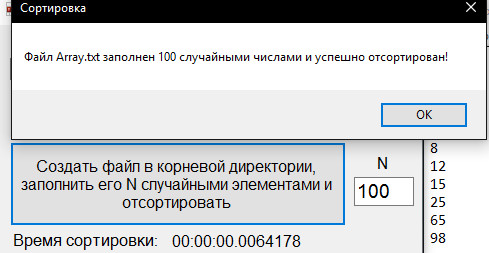 Сортировка
Файл Array.txt заполнен 100 случайными числами и успешно отсортирован!
OK
Создать файл в корневой директории,
заполнить его N случайными элементами и
отсортировать
N
100
8
12
15
25
65
98
Время сортировки: 00:00:00.0064178